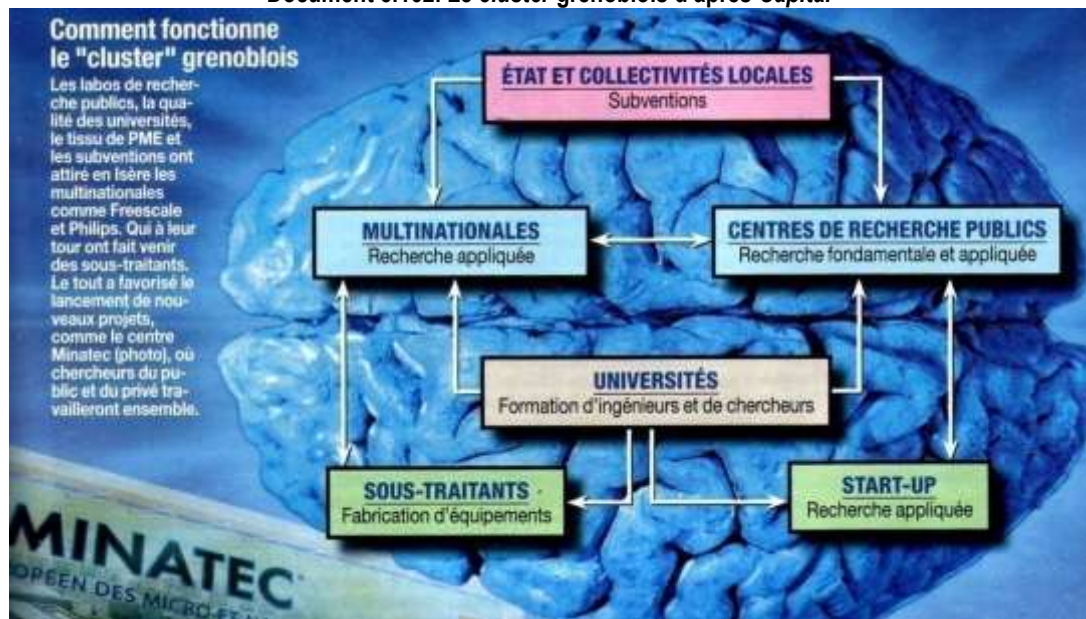 Comment fonctionne
le "cluster" grenoblois
Les labos de recher-
che publics, la qua-
lité des universités,
le tissu de PME et
les subventions ont
attiré en Isère les
multinationales
comme Freescale
et Philips. Qui à leur
tour ont fait venir
des sous-traitants.
Le tout a favorisé le
lancement de nou-
veaux projets,
comme le centre
Minatec (photo), où
chercheurs du pu-
blic et du privé tra-
vailleront ensemble.
ÉTAT ET COLLECTIVITÉS LOCALES
Subventions
MULTINATIONALES
Recherche appliquée
CENTRES DE RECHERCHE PUBLICS
Recherche fondamentale et appliquée
UNIVERSITÉS
Formation d'ingénieurs et de chercheurs
SOUS-TRAITANTS
Fabrication d'équipements
START-UP
Recherche appliquée
MINATEC
DES MICRO ET